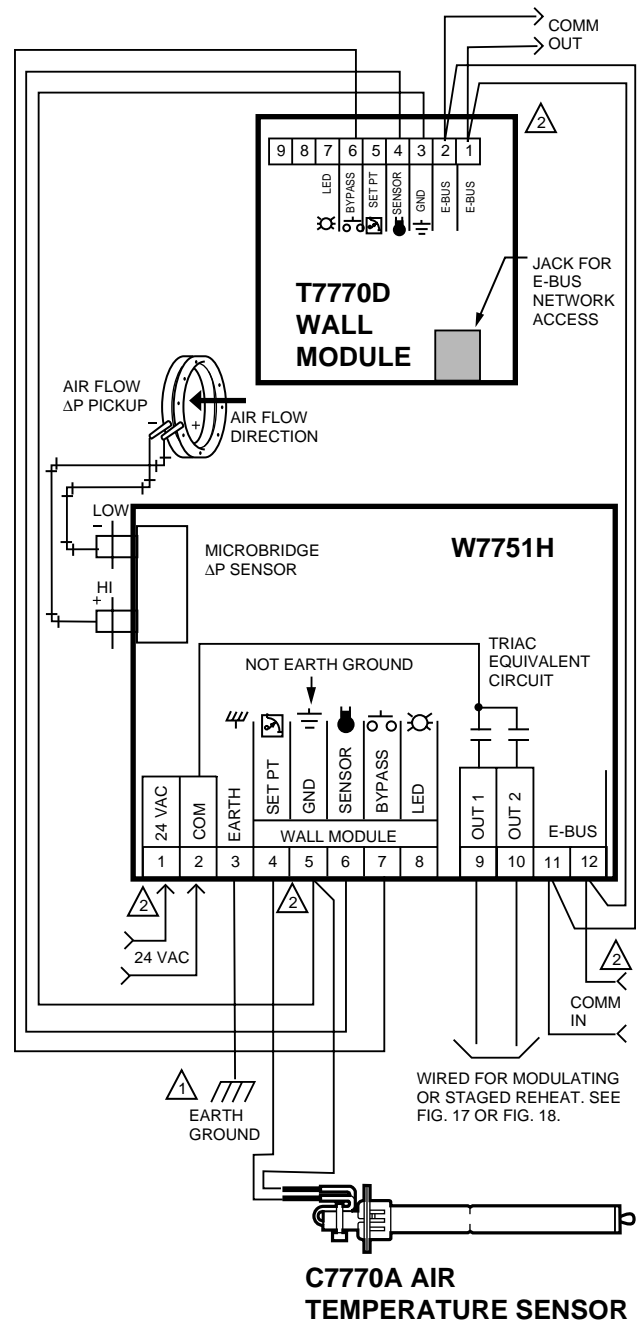 COMM
OUT
2
9 8 7 6 5 4 3 2 1
LED
BYPASS
SET PT
SENSOR
GND
E-BUS
E-BUS
T7770D
WALL
MODULE
JACK FOR
E-BUS
NETWORK
ACCESS
AIR FLOW
ΔP PICKUP
− +
AIR FLOW
DIRECTION
LOW
−
HI
+
MICROBRIDGE
ΔP SENSOR
W7751H
TRIAC
EQUIVALENT
CIRCUIT
NOT EARTH GROUND
24 VAC
COM
EARTH
SET PT
GND
SENSOR
BYPASS
LED
WALL MODULE
OUT 1
OUT 2
E-BUS
1 2 3 4 5 6 7 8 9 10 11 12
2
2
24 VAC
2
COMM
IN
1
EARTH
GROUND
WIRED FOR MODULATING
OR STAGED REHEAT. SEE
FIG. 17 OR FIG. 18.
C7770A AIR
TEMPERATURE SENSOR